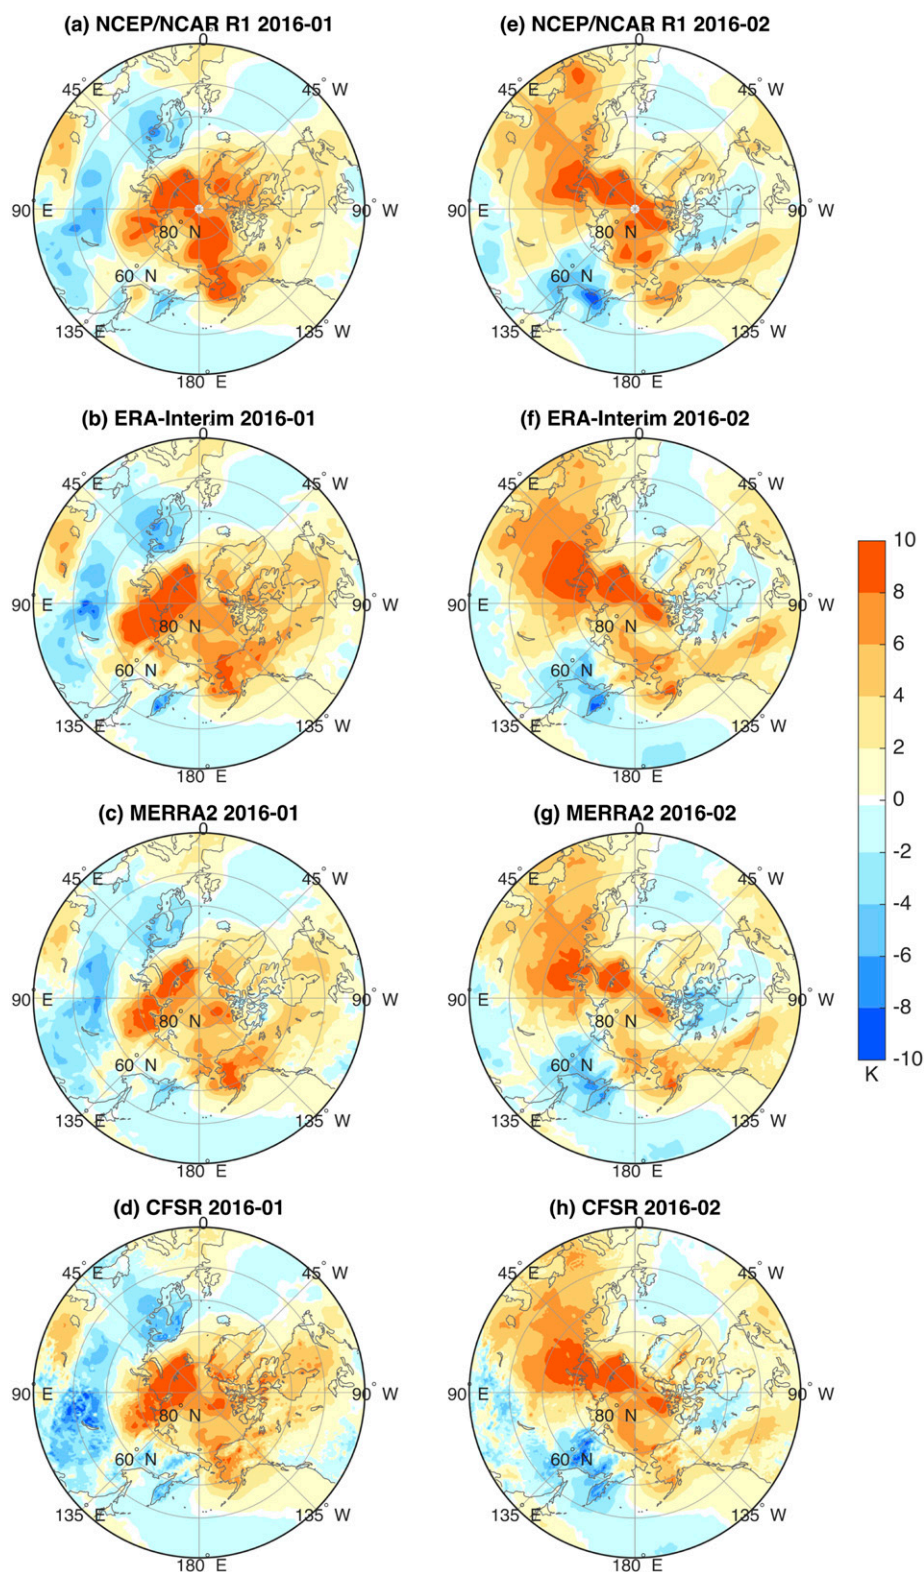 (a) NCEP/NCAR R1 2016-01
0
45° E
45° W
90° E
90° W
80° N
60° N
135° E
135° W
180° E
(e) NCEP/NCAR R1 2016-02
0
45° E
45° W
90° E
90° W
80° N
60° N
135° E
135° W
180° E
(b) ERA-Interim 2016-01
0
45° E
45° W
90° E
90° W
80° N
60° N
135° E
135° W
180° E
(f) ERA-Interim 2016-02
0
45° E
45° W
90° E
90° W
80° N
60° N
135° E
135° W
180° E
(c) MERRA2 2016-01
0
45° E
45° W
90° E
90° W
80° N
60° N
135° E
135° W
180° E
(g) MERRA2 2016-02
0
45° E
45° W
90° E
90° W
80° N
60° N
135° E
135° W
180° E
(d) CFSR 2016-01
0
45° E
45° W
90° E
90° W
80° N
60° N
135° E
135° W
180° E
(h) CFSR 2016-02
0
45° E
45° W
90° E
90° W
80° N
60° N
135° E
135° W
180° E
10
8
6
4
2
0
-2
-4
-6
-8
-10
K